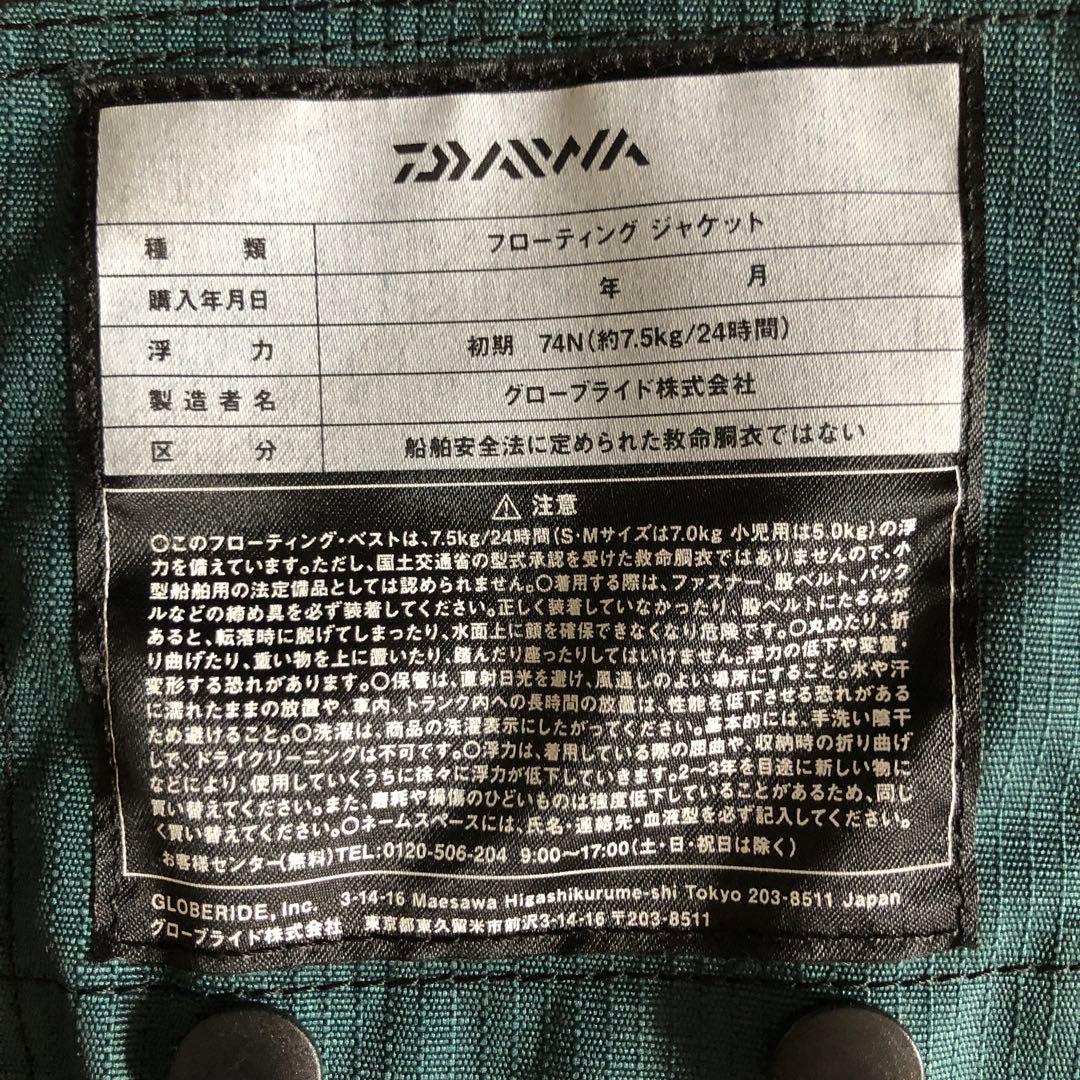 DAIWA
種類 フローティング ジャケット
購入年月日 年 月
浮力 初期 74N(約7.5kg/24時間)
製造者名 グローブライド株式会社
区分 船舶安全法に定められた救命胴衣ではない
⚠ 注意
〇このフローティング・ベストは、7.5kg/24時間(S・Mサイズは7.0kg 小児用は5.0kg)の浮
力を備えています。ただし、国土交通省の型式承認を受けた救命胴衣ではありませんので、小
型船舶用の法定備品としては認められません。〇着用する際は、ファスナー、股ベルト、バック
ルなどの締め具を必ず装着してください。正しく装着していなかったり、股ベルトにたるみが
あると、転落時に脱げてしまったり、水面上に顔を確保できなくなり危険です。〇丸めたり、折
り曲げたり、重い物を上に置いたり、踏んだり座ったりしてはいけません。浮力の低下や変質・
変形する恐れがあります。〇保管は、直射日光を避け、風通しのよい場所にすること。水や汗
に濡れたままの放置や、車内、トランク内への長時間の放置は、性能を低下させる恐れがある
ため避けること。〇洗濯は、商品の洗濯表示にしたがってください。基本的には、手洗い陰干
しで、ドライクリーニングは不可です。〇浮力は、着用している際の屈曲や、収納時の折り曲げ
などにより、使用していくうちに徐々に浮力が低下していきます。2〜3年を目途に新しい物に
買い替えてください。また、磨耗や損傷のひどいものは強度低下していることがあるため、同じ
く買い替えてください。〇ネームスペースには、氏名・連絡先・血液型を必ず記入してください。
お客様センター(無料)TEL:0120-506-204 9:00〜17:00(土・日・祝日は除く)
GLOBERIDE, Inc. 3-14-16 Maesawa Higashikurume-shi Tokyo 203-8511 Japan
グローブライド株式会社 東京都東久留米市前沢3-14-16 〒203-8511